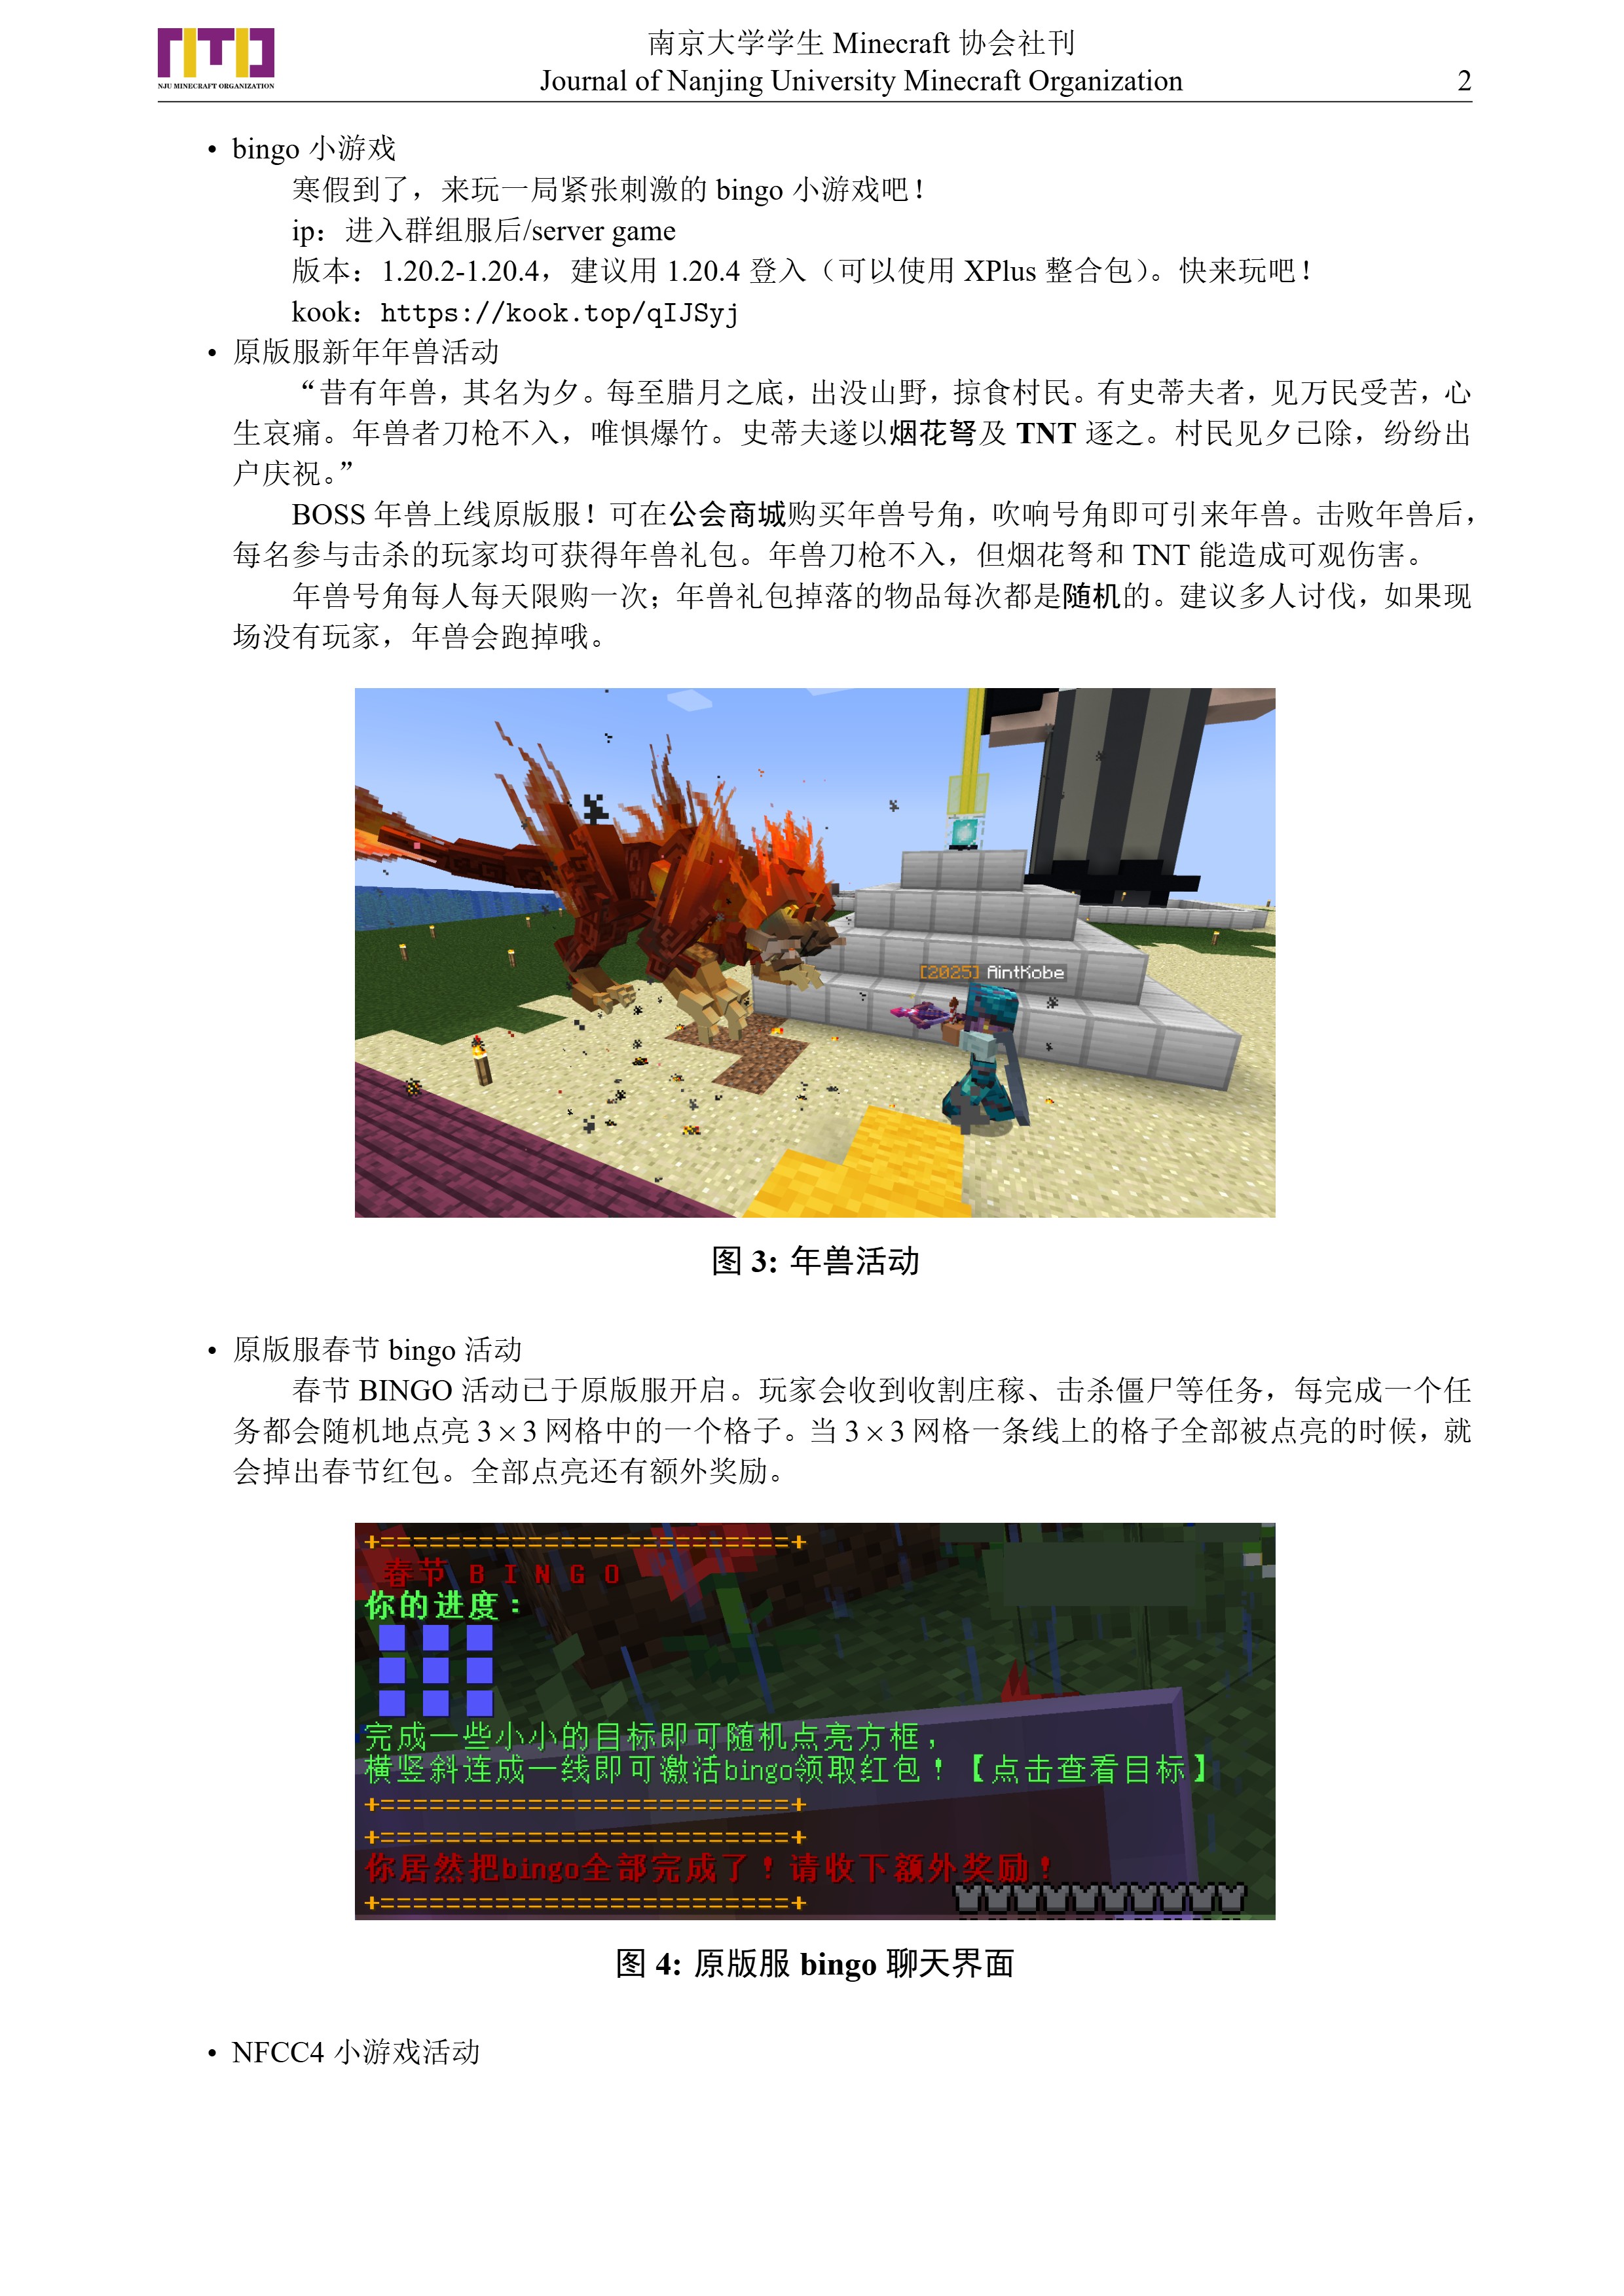 NJU MINECRAFT ORGANIZATION
南京大学学生 Minecraft 协会社刊
Journal of Nanjing University Minecraft Organization
2
• bingo 小游戏
寒假到了，来玩一局紧张刺激的 bingo 小游戏吧！
ip：进入群组服后/server game
版本：1.20.2-1.20.4，建议用 1.20.4 登入（可以使用 XPlus 整合包）。快来玩吧！
kook：https://kook.top/qIJSyj
• 原版服新年年兽活动
“昔有年兽，其名为夕。每至腊月之底，出没山野，掠食村民。有史蒂夫者，见万民受苦，心
生哀痛。年兽者刀枪不入，唯惧爆竹。史蒂夫遂以烟花弩及 TNT 逐之。村民见夕已除，纷纷出
户庆祝。”
BOSS 年兽上线原版服！可在公会商城购买年兽号角，吹响号角即可引来年兽。击败年兽后，
每名参与击杀的玩家均可获得年兽礼包。年兽刀枪不入，但烟花弩和 TNT 能造成可观伤害。
年兽号角每人每天限购一次；年兽礼包掉落的物品每次都是随机的。建议多人讨伐，如果现
场没有玩家，年兽会跑掉哦。
[2025] AintKobe
图 3: 年兽活动
• 原版服春节 bingo 活动
春节 BINGO 活动已于原版服开启。玩家会收到收割庄稼、击杀僵尸等任务，每完成一个任
务都会随机地点亮 3 × 3 网格中的一个格子。当 3 × 3 网格一条线上的格子全部被点亮的时候，就
会掉出春节红包。全部点亮还有额外奖励。
+=========================+
春节 B I N G O
你的进度：
完成一些小小的目标即可随机点亮方框，
横竖斜连成一线即可激活bingo领取红包！【点击查看目标】
+=========================+
+=========================+
你居然把bingo全部完成了！请收下额外奖励！
+=========================+
图 4: 原版服 bingo 聊天界面
• NFCC4 小游戏活动